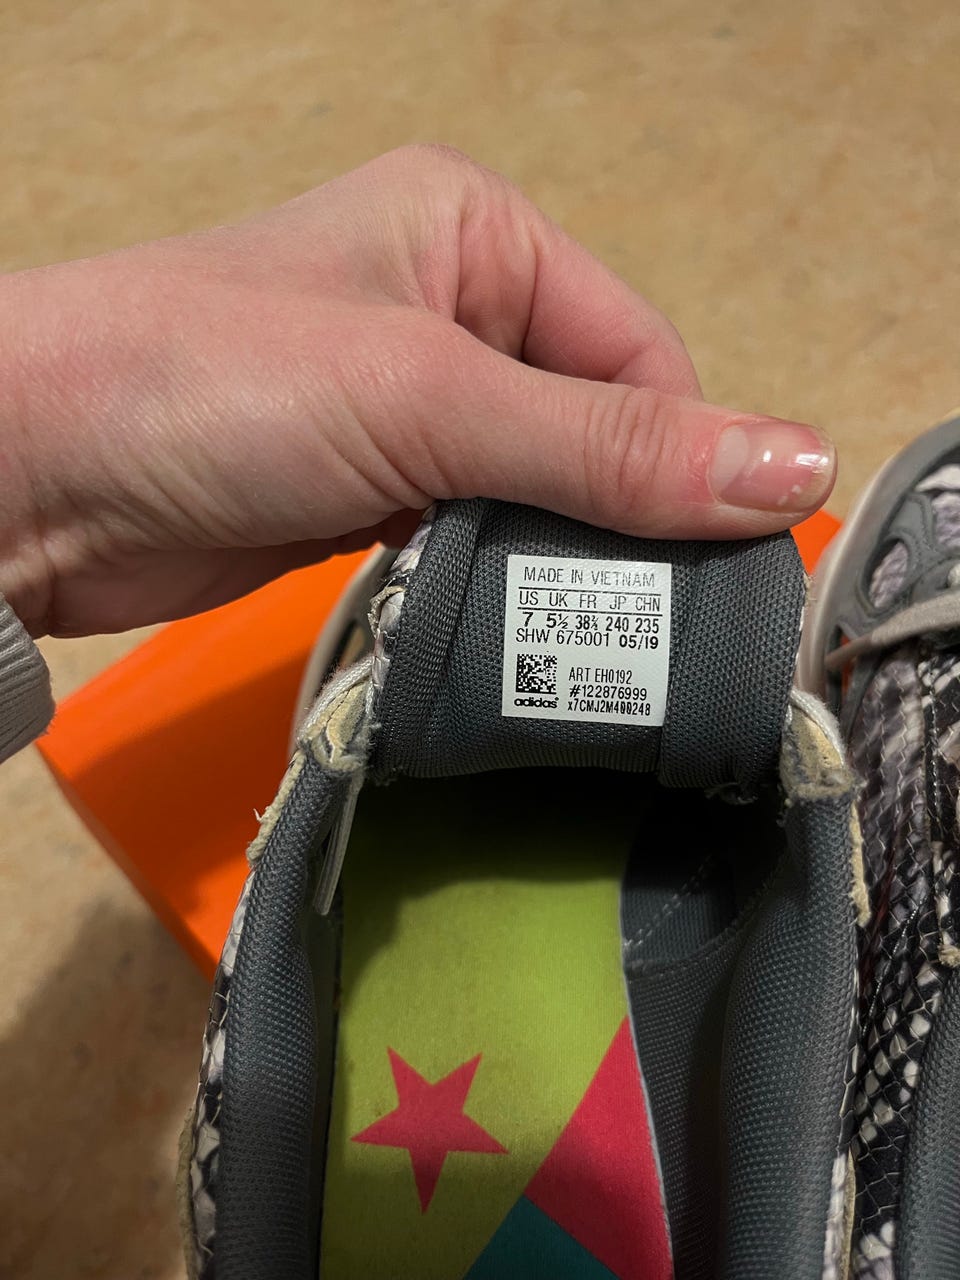 MADE IN VIETNAM
US UK FR JP CHN
7 5½ 38⅔ 240 235
SHW 675001 05/19
ART EH0192
#122876999
adidas® x7CMJ2M400248